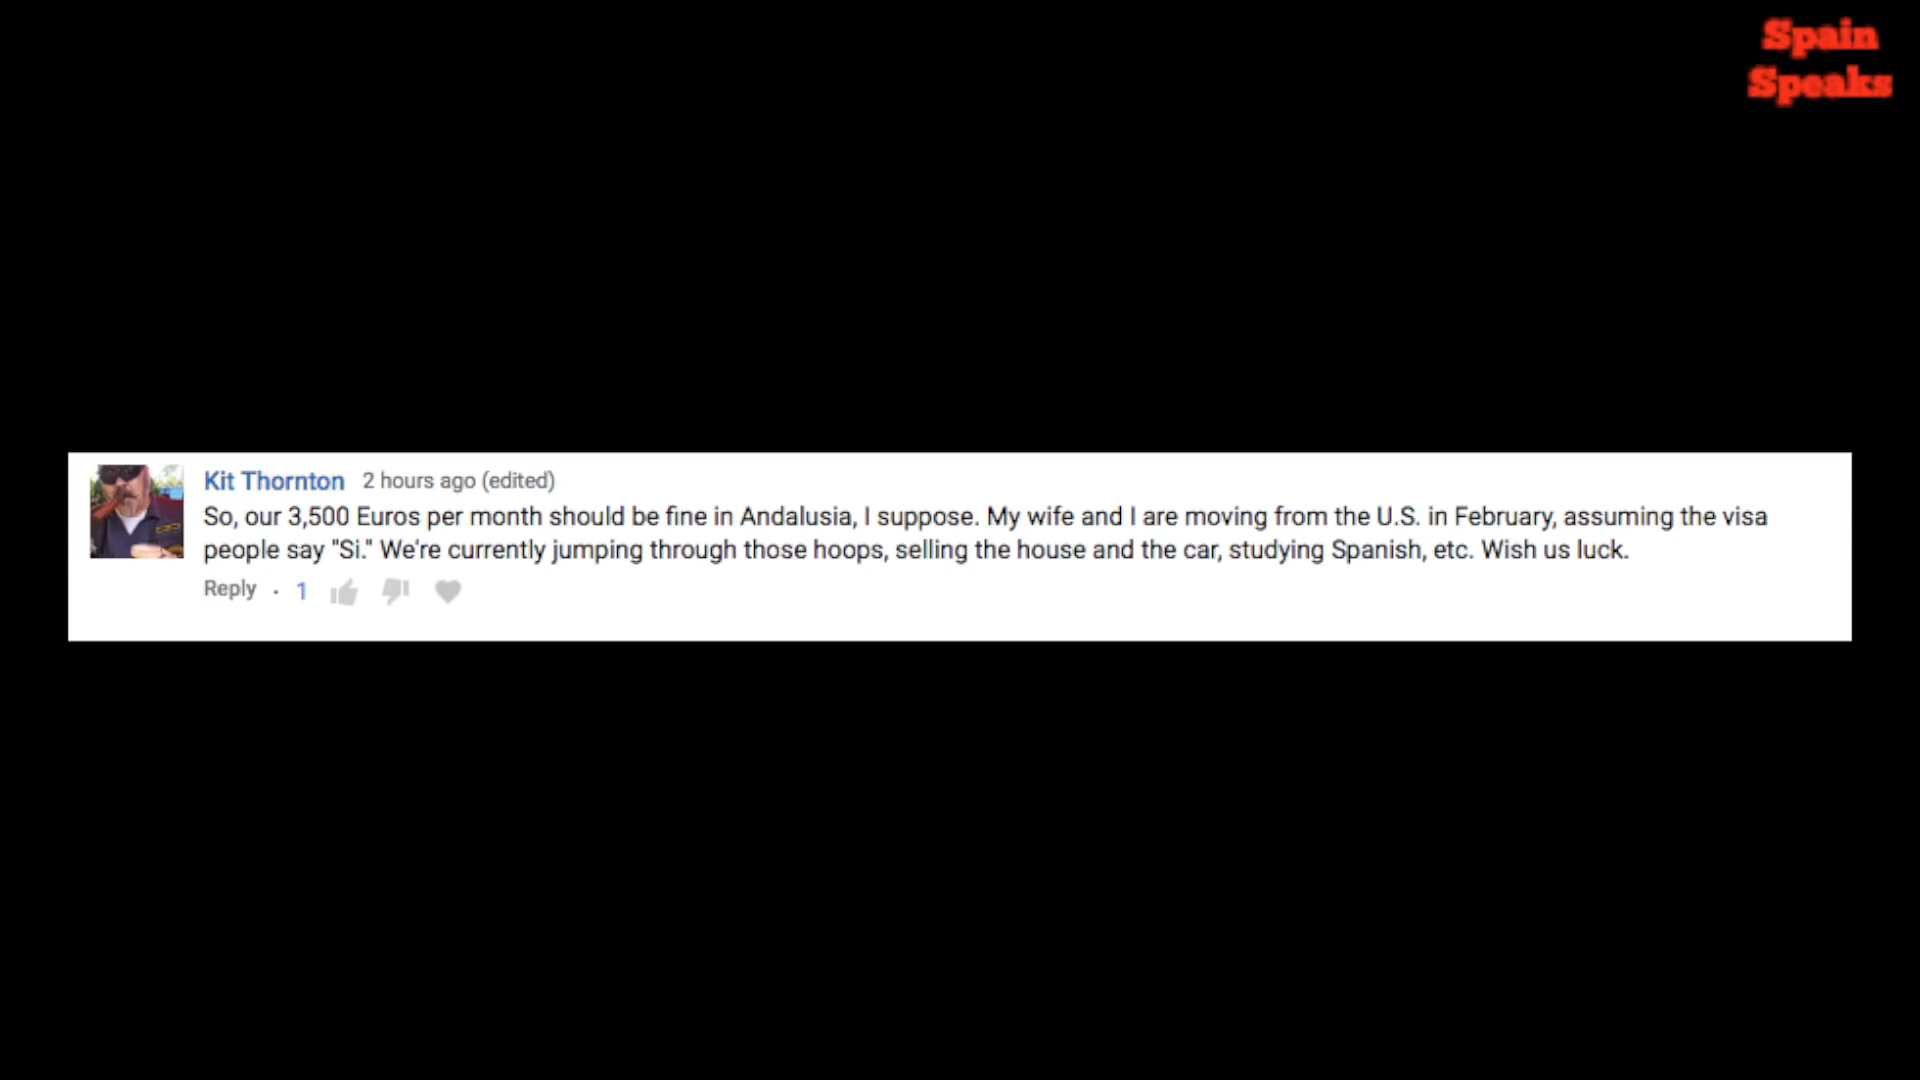 Spain
Speaks
Kit Thornton 2 hours ago (edited)
So, our 3,500 Euros per month should be fine in Andalusia, I suppose. My wife and I are moving from the U.S. in February, assuming the visa
people say "Si." We're currently jumping through those hoops, selling the house and the car, studying Spanish, etc. Wish us luck.
Reply · 1